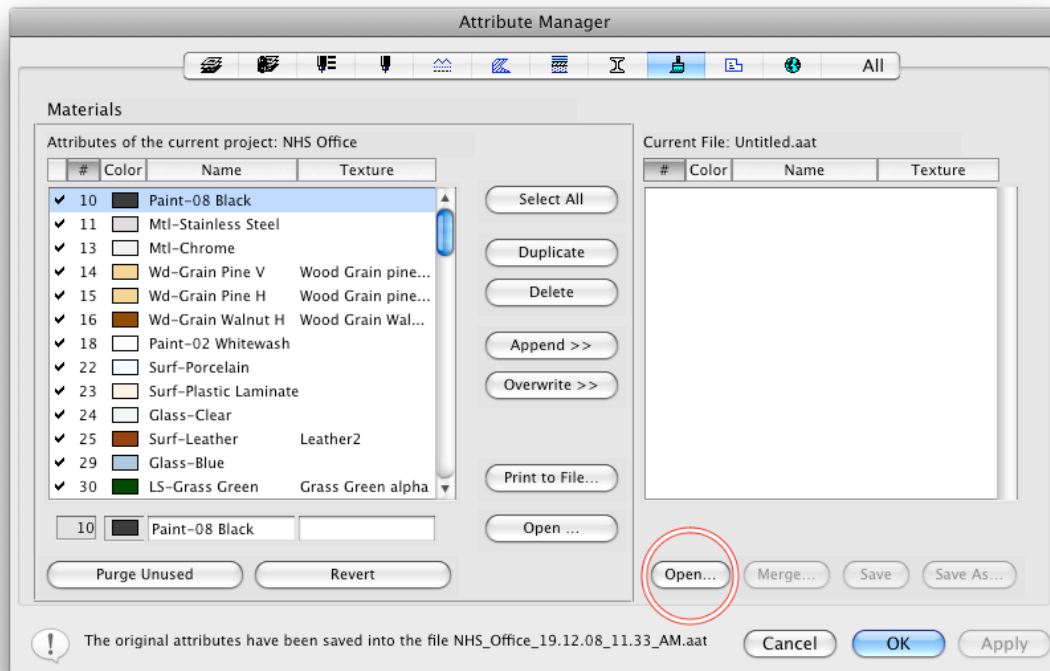 Attribute Manager
All
Materials
Attributes of the current project: NHS Office
# Color Name Texture
10 Paint-08 Black
11 Mtl-Stainless Steel
13 Mtl-Chrome
14 Wd-Grain Pine V Wood Grain pine...
15 Wd-Grain Pine H Wood Grain pine...
16 Wd-Grain Walnut H Wood Grain Wal...
18 Paint-02 Whitewash
22 Surf-Porcelain
23 Surf-Plastic Laminate
24 Glass-Clear
25 Surf-Leather Leather2
29 Glass-Blue
30 LS-Grass Green Grass Green alpha
10 Paint-08 Black
Purge Unused Revert
Select All
Duplicate
Delete
Append >>
Overwrite >>
Print to File...
Open ...
Current File: Untitled.aat
# Color Name Texture
Open... Merge... Save Save As...
The original attributes have been saved into the file NHS_Office_19.12.08_11.33_AM.aat
Cancel OK Apply